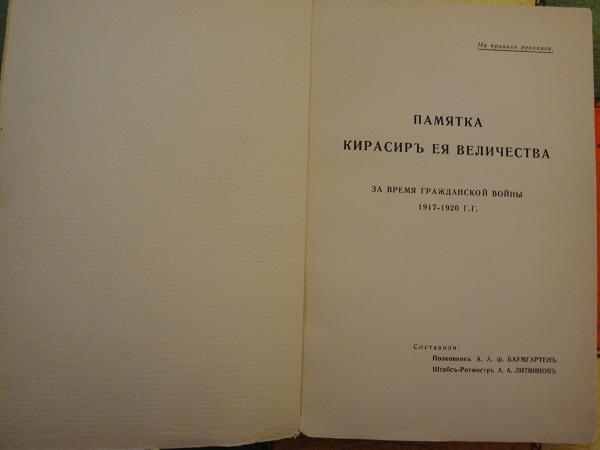 На правахъ рукописи.
ПАМЯТКА
КИРАСИРЪ ЕЯ ВЕЛИЧЕСТВА
ЗА ВРЕМЯ ГРАЖДАНСКОЙ ВОЙНЫ
1917-1920 Г.Г.
Составили:
Полковникъ А. А. ф. БАУМГАРТЕНЪ
Штабсъ-Ротмистръ А. А. ЛИТВИНОВЪ